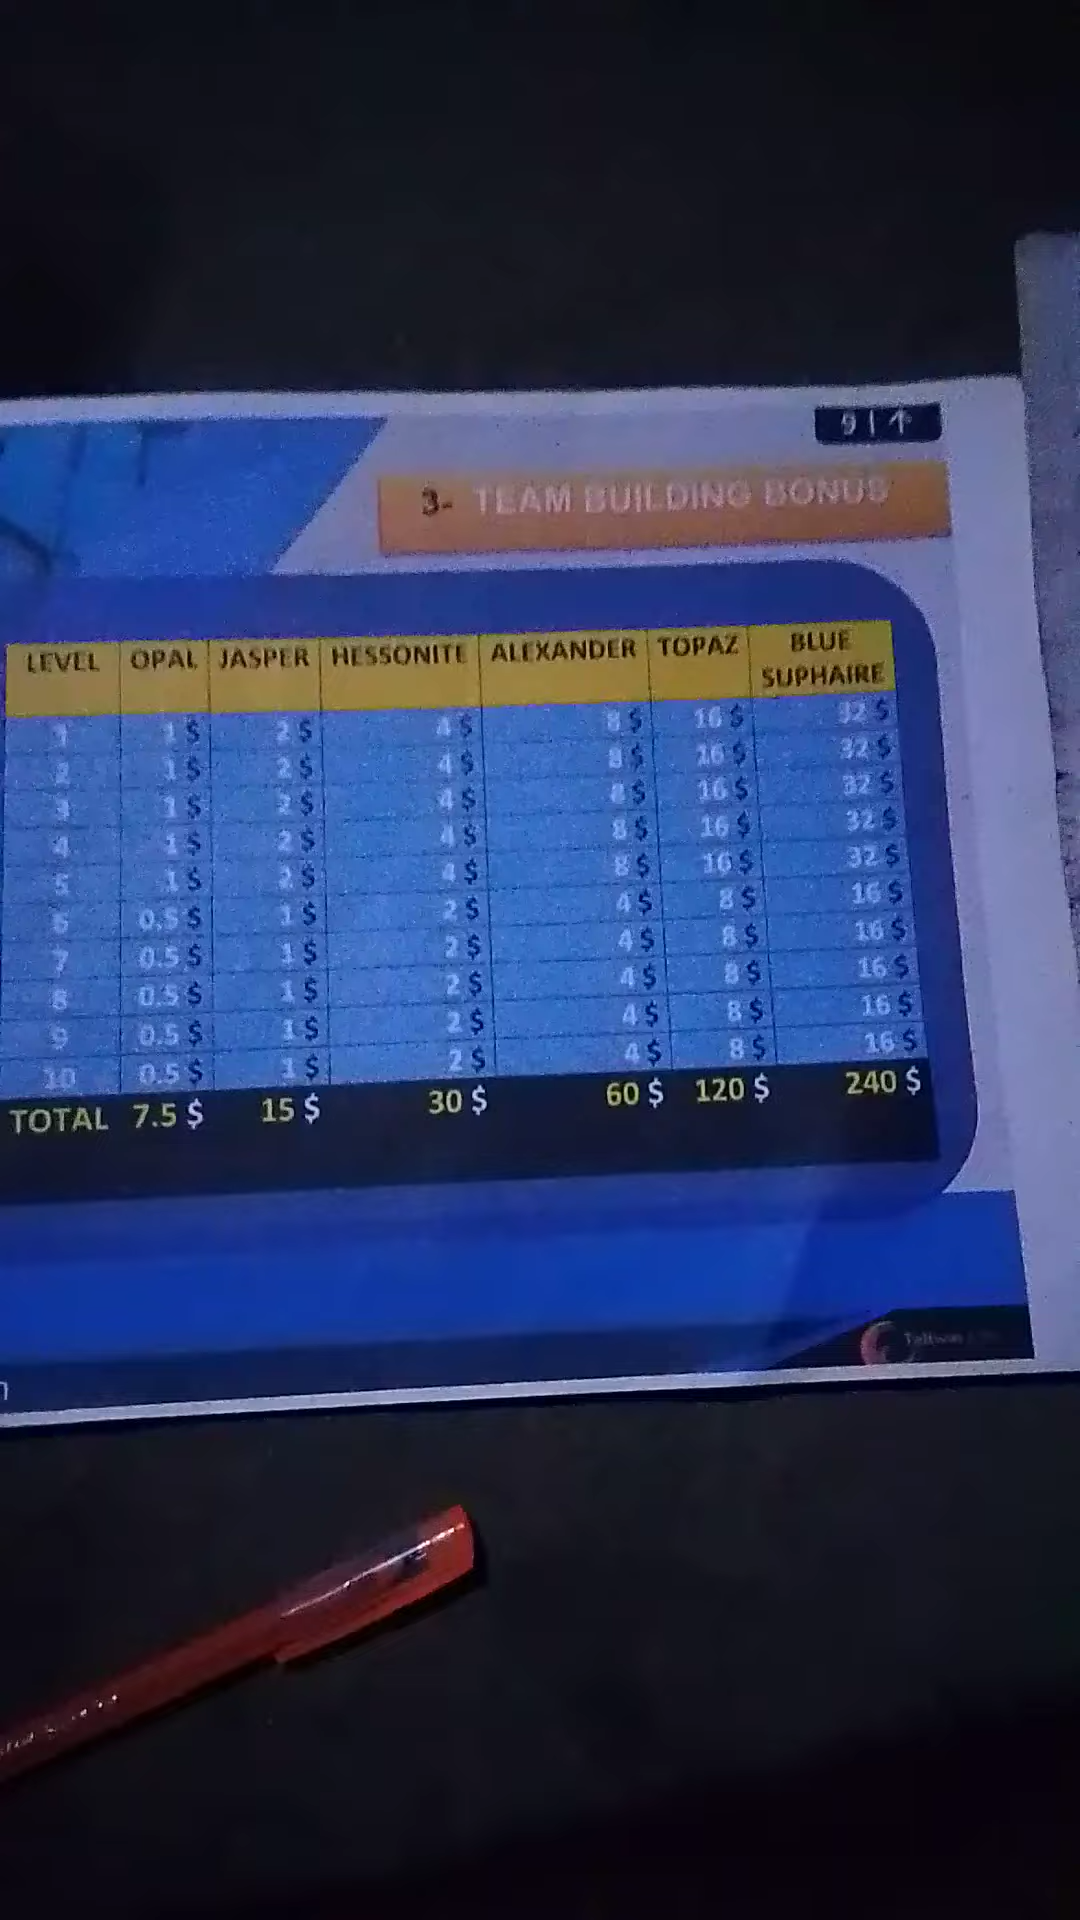 3- TEAM BUILDING BONUS
LEVEL OPAL JASPER HESSONITE ALEXANDER TOPAZ BLUE SUPHAIRE
1 1 $ 2 $ 4 $ 8 $ 16 $ 32 $
2 1 $ 2 $ 4 $ 8 $ 16 $ 32 $
3 1 $ 2 $ 4 $ 8 $ 16 $ 32 $
4 1 $ 2 $ 4 $ 8 $ 16 $ 32 $
5 1 $ 2 $ 4 $ 8 $ 16 $ 32 $
6 0.5 $ 1 $ 2 $ 4 $ 8 $ 16 $
7 0.5 $ 1 $ 2 $ 4 $ 8 $ 16 $
8 0.5 $ 1 $ 2 $ 4 $ 8 $ 16 $
9 0.5 $ 1 $ 2 $ 4 $ 8 $ 16 $
10 0.5 $ 1 $ 2 $ 4 $ 8 $ 16 $
TOTAL 7.5 $ 15 $ 30 $ 60 $ 120 $ 240 $